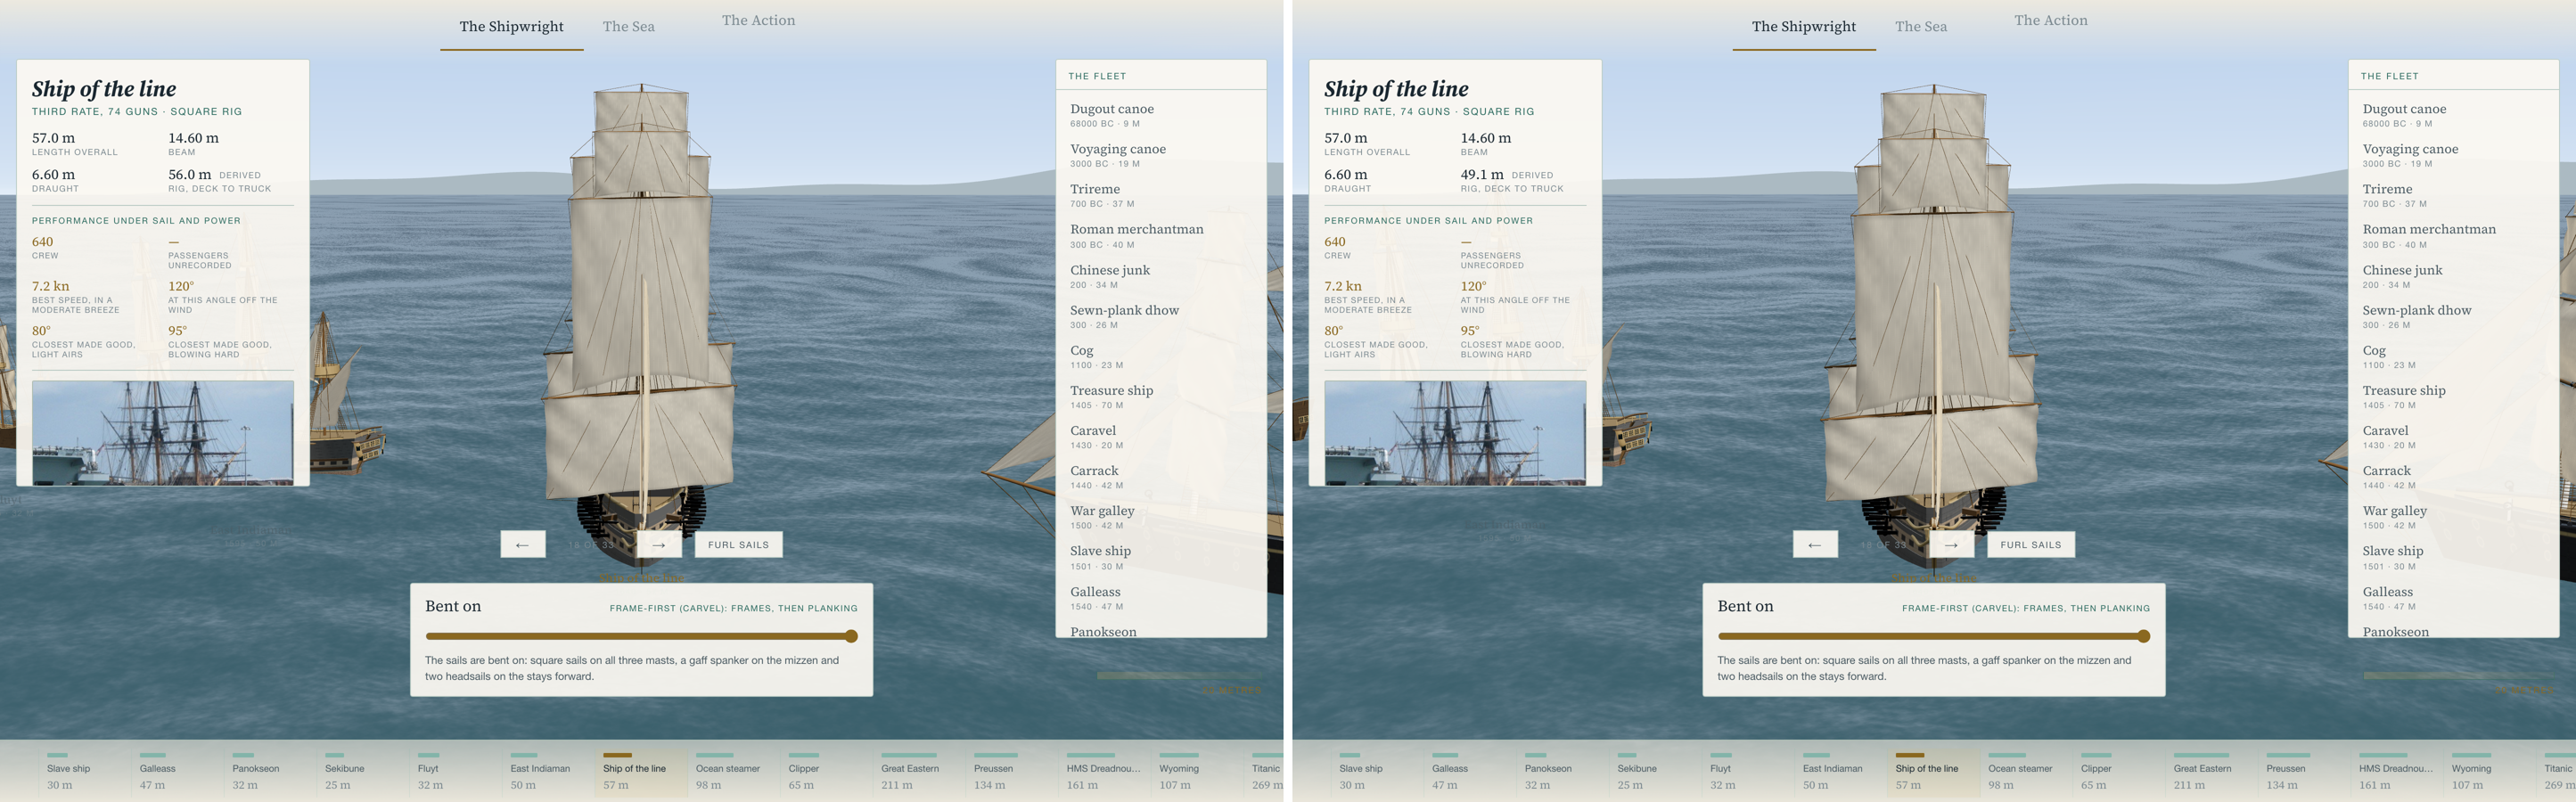 The Shipwright
The Sea
The Action
Ship of the line
THIRD RATE, 74 GUNS · SQUARE RIG
57.0 m
LENGTH OVERALL
14.60 m
BEAM
6.60 m
DRAUGHT
56.0 m DERIVED
RIG, DECK TO TRUCK
PERFORMANCE UNDER SAIL AND POWER
640
CREW
—
PASSENGERS
UNRECORDED
7.2 kn
BEST SPEED, IN A
MODERATE BREEZE
120°
AT THIS ANGLE OFF THE
WIND
80°
CLOSEST MADE GOOD,
LIGHT AIRS
95°
CLOSEST MADE GOOD,
BLOWING HARD
THE FLEET
Dugout canoe
68000 BC · 9 M
Voyaging canoe
3000 BC · 19 M
Trireme
700 BC · 37 M
Roman merchantman
300 BC · 40 M
Chinese junk
200 · 34 M
Sewn-plank dhow
300 · 26 M
Cog
1100 · 23 M
Treasure ship
1405 · 70 M
Caravel
1430 · 20 M
Carrack
1440 · 42 M
War galley
1500 · 42 M
Slave ship
1501 · 30 M
Galleass
1540 · 47 M
Panokseon
←
OF 33
→
FURL SAILS
Ship of the line
Bent on
FRAME-FIRST (CARVEL): FRAMES, THEN PLANKING
The sails are bent on: square sails on all three masts, a gaff spanker on the mizzen and
two headsails on the stays forward.
Slave ship
30 m
Galleass
47 m
Panokseon
32 m
Sekibune
25 m
Fluyt
32 m
East Indiaman
50 m
Ship of the line
57 m
Ocean steamer
98 m
Clipper
65 m
Great Eastern
211 m
Preussen
134 m
HMS Dreadnou…
161 m
Wyoming
107 m
Titanic
269 m
The Shipwright
The Sea
The Action
Ship of the line
THIRD RATE, 74 GUNS · SQUARE RIG
57.0 m
LENGTH OVERALL
14.60 m
BEAM
6.60 m
DRAUGHT
49.1 m DERIVED
RIG, DECK TO TRUCK
PERFORMANCE UNDER SAIL AND POWER
640
CREW
—
PASSENGERS
UNRECORDED
7.2 kn
BEST SPEED, IN A
MODERATE BREEZE
120°
AT THIS ANGLE OFF THE
WIND
80°
CLOSEST MADE GOOD,
LIGHT AIRS
95°
CLOSEST MADE GOOD,
BLOWING HARD
THE FLEET
Dugout canoe
68000 BC · 9 M
Voyaging canoe
3000 BC · 19 M
Trireme
700 BC · 37 M
Roman merchantman
300 BC · 40 M
Chinese junk
200 · 34 M
Sewn-plank dhow
300 · 26 M
Cog
1100 · 23 M
Treasure ship
1405 · 70 M
Caravel
1430 · 20 M
Carrack
1440 · 42 M
War galley
1500 · 42 M
Slave ship
1501 · 30 M
Galleass
1540 · 47 M
Panokseon
←
OF 33
→
FURL SAILS
Bent on
FRAME-FIRST (CARVEL): FRAMES, THEN PLANKING
The sails are bent on: square sails on all three masts, a gaff spanker on the mizzen and
two headsails on the stays forward.
Slave ship
30 m
Galleass
47 m
Panokseon
32 m
Sekibune
25 m
Fluyt
32 m
East Indiaman
50 m
Ship of the line
57 m
Ocean steamer
98 m
Clipper
65 m
Great Eastern
211 m
Preussen
134 m
HMS Dreadnou…
161 m
Wyoming
107 m
Titanic
269 m